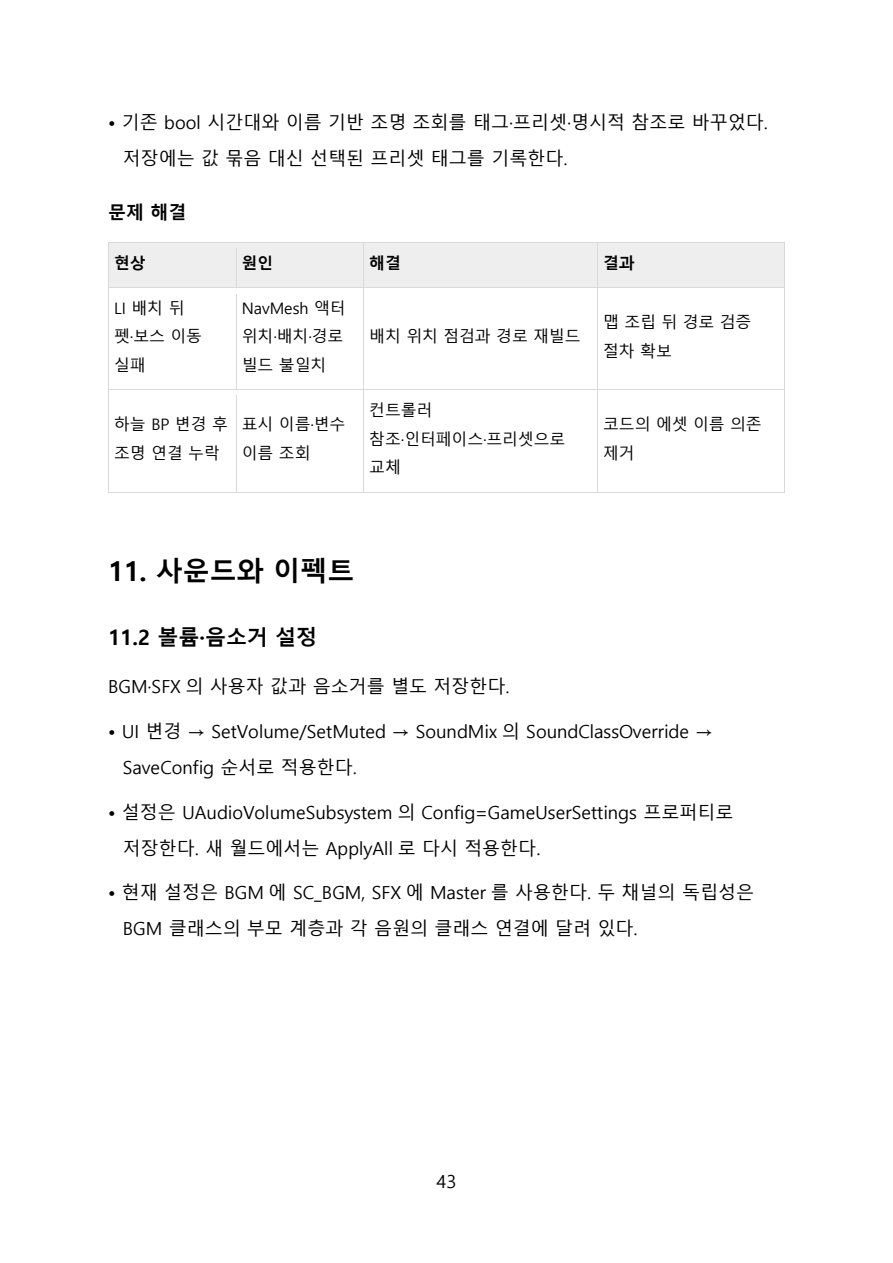 • 기존 bool 시간대와 이름 기반 조명 조회를 태그·프리셋·명시적 참조로 바꾸었다.
저장에는 값 묶음 대신 선택된 프리셋 태그를 기록한다.
문제 해결
현상 원인 해결 결과
LI 배치 뒤
펫·보스 이동
실패
NavMesh 액터
위치·배치·경로
빌드 불일치
배치 위치 점검과 경로 재빌드
맵 조립 뒤 경로 검증
절차 확보
하늘 BP 변경 후
조명 연결 누락
표시 이름·변수
이름 조회
컨트롤러
참조·인터페이스·프리셋으로
교체
코드의 에셋 이름 의존
제거
11. 사운드와 이펙트
11.2 볼륨·음소거 설정
BGM·SFX 의 사용자 값과 음소거를 별도 저장한다.
• UI 변경 → SetVolume/SetMuted → SoundMix 의 SoundClassOverride →
SaveConfig 순서로 적용한다.
• 설정은 UAudioVolumeSubsystem 의 Config=GameUserSettings 프로퍼티로
저장한다. 새 월드에서는 ApplyAll 로 다시 적용한다.
• 현재 설정은 BGM 에 SC_BGM, SFX 에 Master 를 사용한다. 두 채널의 독립성은
BGM 클래스의 부모 계층과 각 음원의 클래스 연결에 달려 있다.
43